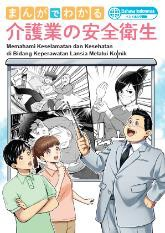 まんがでわかる
Bahasa Indonesia
介護業の安全衛生
Memahami Keselamatan dan Kesehatan
di Bidang Keperawatan Lansia Melalui Komik